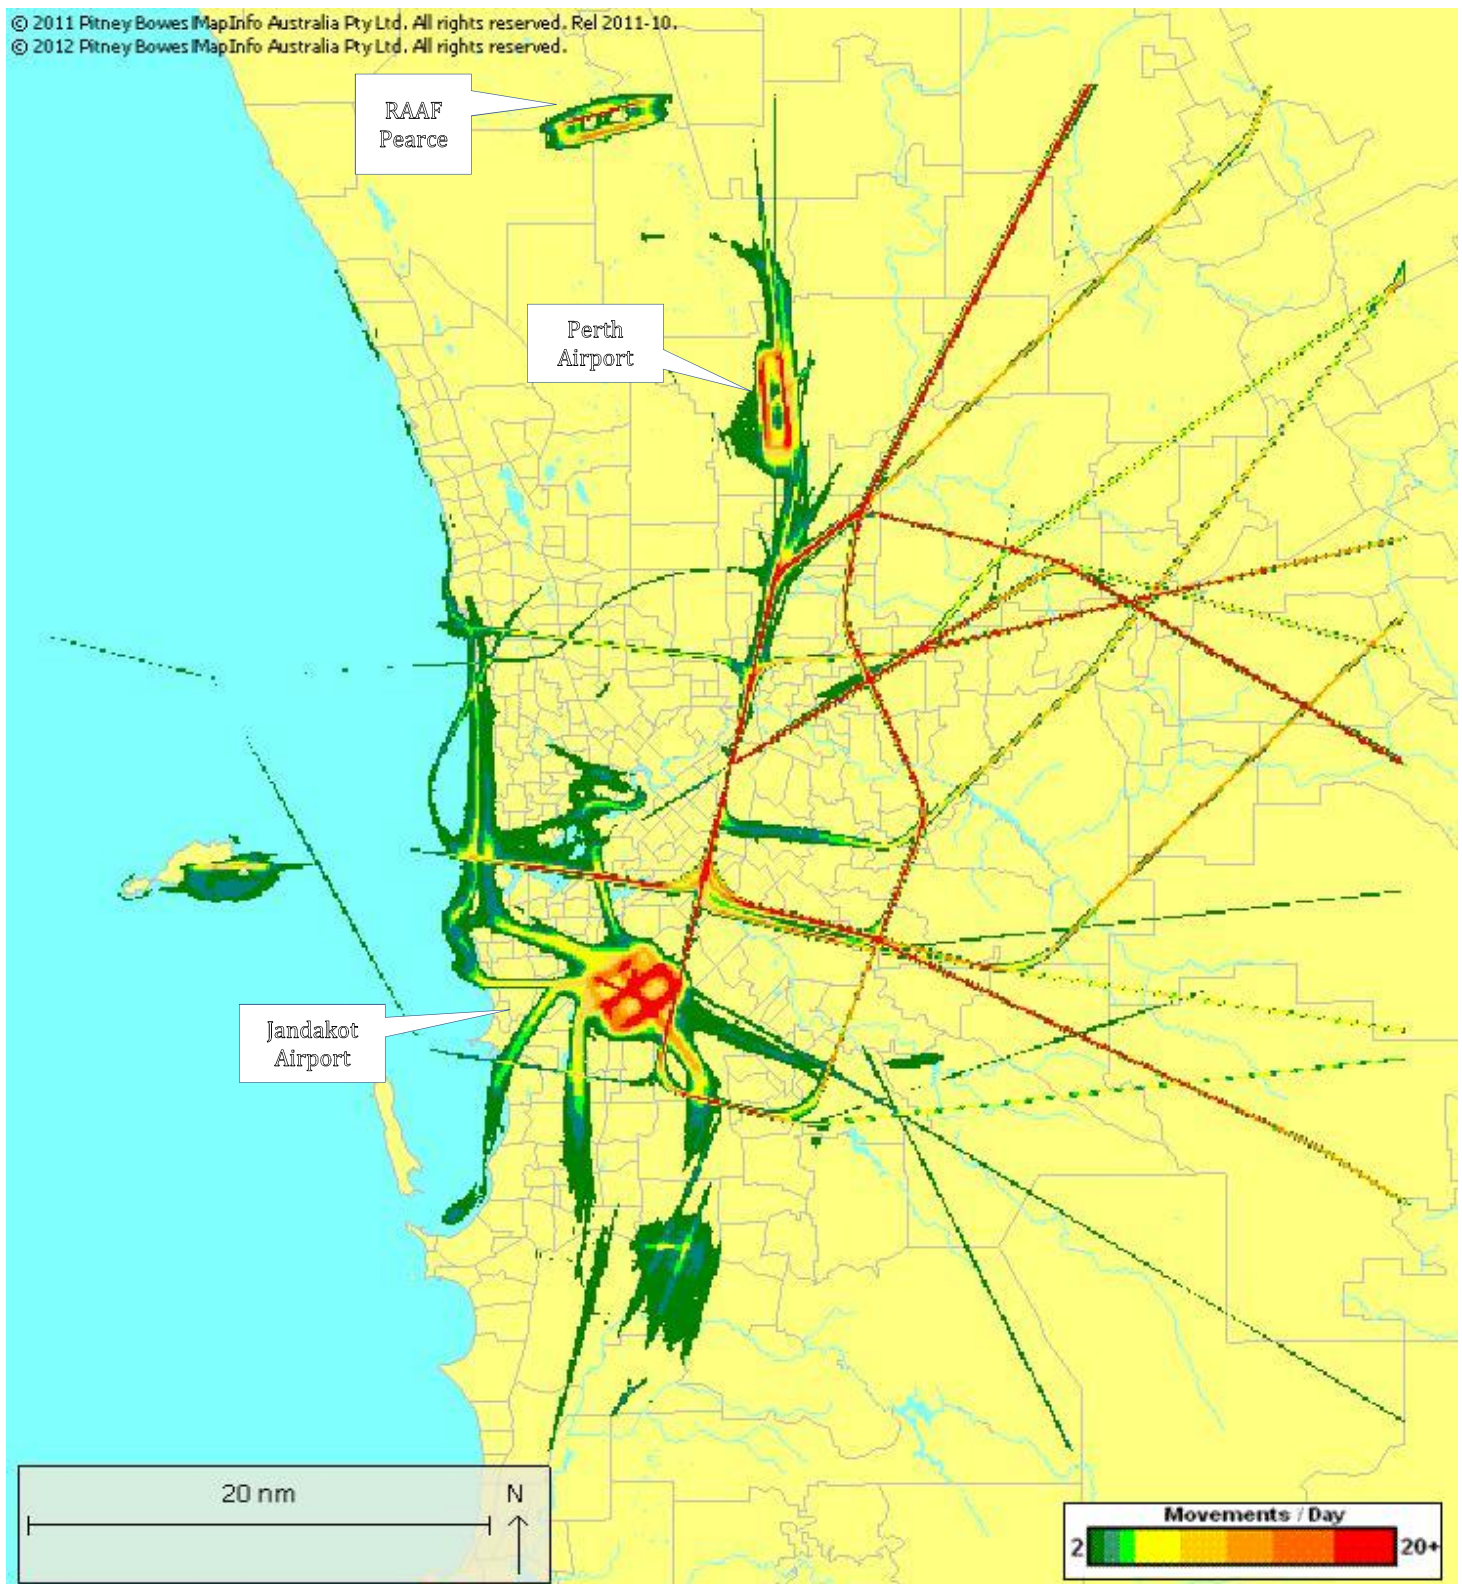 © 2011 Pitney Bowes MapInfo Australia Pty Ltd. All rights reserved. Rel 2011-10.
© 2012 Pitney Bowes MapInfo Australia Pty Ltd. All rights reserved.
RAAF
Pearce
Perth
Airport
Jandakot
Airport
20 nm
N
Movements / Day
2
20+